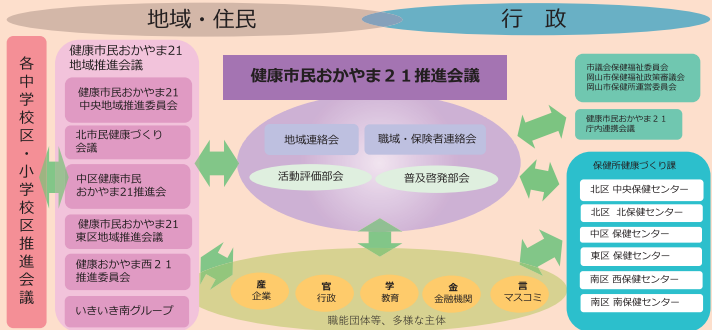 地域・住民
行 政
各中学校区・小学校区推進会議
健康市民おかやま21
地域推進会議
健康市民おかやま21
中央地域推進委員会
北市民健康づくり
会議
中区健康市民
おかやま21推進会
健康市民おかやま21
東区地域推進会議
健康おかやま西２１
推進委員会
いきいき南グループ
健康市民おかやま２１推進会議
地域連絡会
職域・保険者連絡会
活動評価部会
普及啓発部会
産
企業
官
行政
学
教育
金
金融機関
言
マスコミ
職能団体等、多様な主体
市議会保健福祉委員会
岡山市保健福祉政策審議会
岡山市保健所運営委員会
健康市民おかやま２１
庁内連携会議
保健所健康づくり課
北区 中央保健センター
北区 北保健センター
中区 保健センター
東区 保健センター
南区 西保健センター
南区 南保健センター